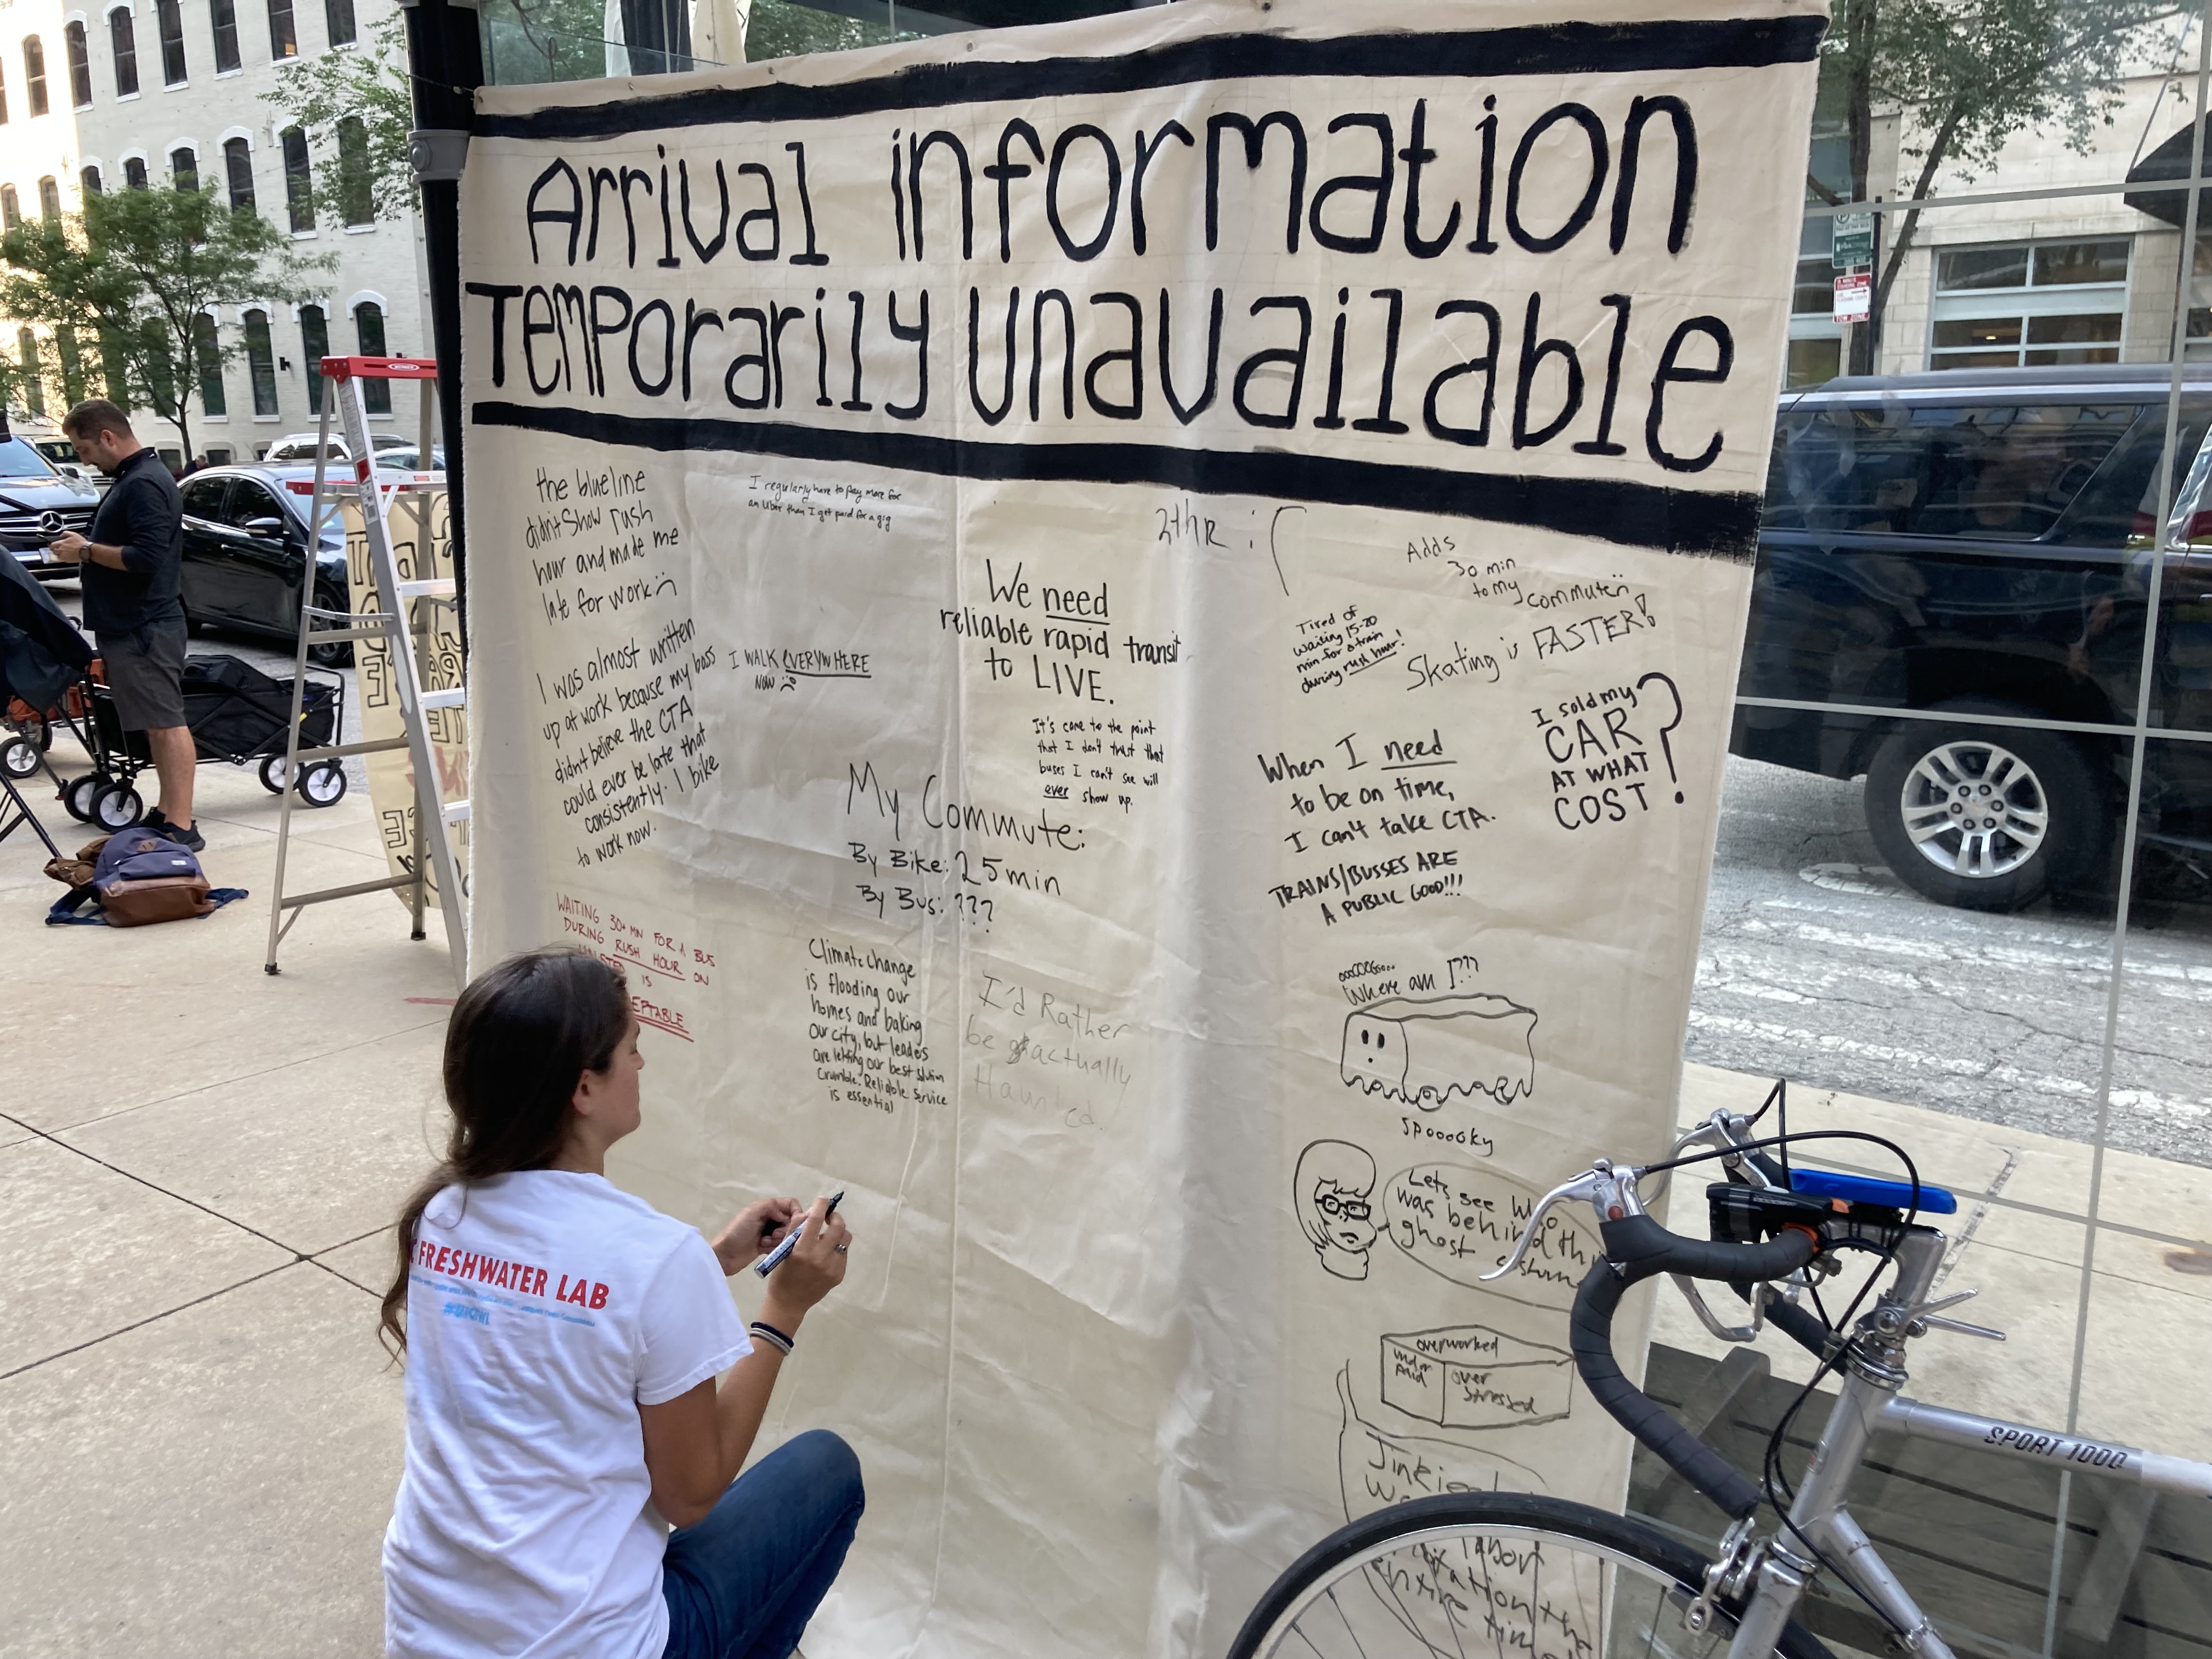 Arrival information
Temporarily unavailable
the blueline
didn't show rush
hour and made me
late for work
I was almost written
up at work because my boss
didn't believe the CTA
could ever be late that
consistently. I bike
to work now.
WAITING 30+ MN FOR A BUS
DURING RUSH HOUR ON
IS
EPTABLE
I regularly have to pay more for
an Uber than I get paid for a gig
I WALK EVERYWHERE
NOW
We need
reliable rapid transit
to LIVE.
It's come to the point
that I don't trust that
buses I can't see will
ever show up.
My Commute:
By Bike: 25min
By Bus: ???
Climate change
is flooding our
homes and baking
our city, but leaders
are letting our best solution
crumble. Reliable service
is essential
I'd Rather
be actually
Haunted.
2+hr :(
Adds
30 min
to my
commute
Tired of
waiting 15-20
min for a train
during rush hour!
Skating is FASTER!
When I need
to be on time,
I can't take CTA.
TRAINS/BUSSES ARE
A PUBLIC GOOD!!!
I sold my
CAR
AT WHAT
COST?
Where am I???
spooooky
Lets see who
was behind th
ghost
overworked
under
Paid
over
stressed
labor
FRESHWATER LAB
SPORT 1000